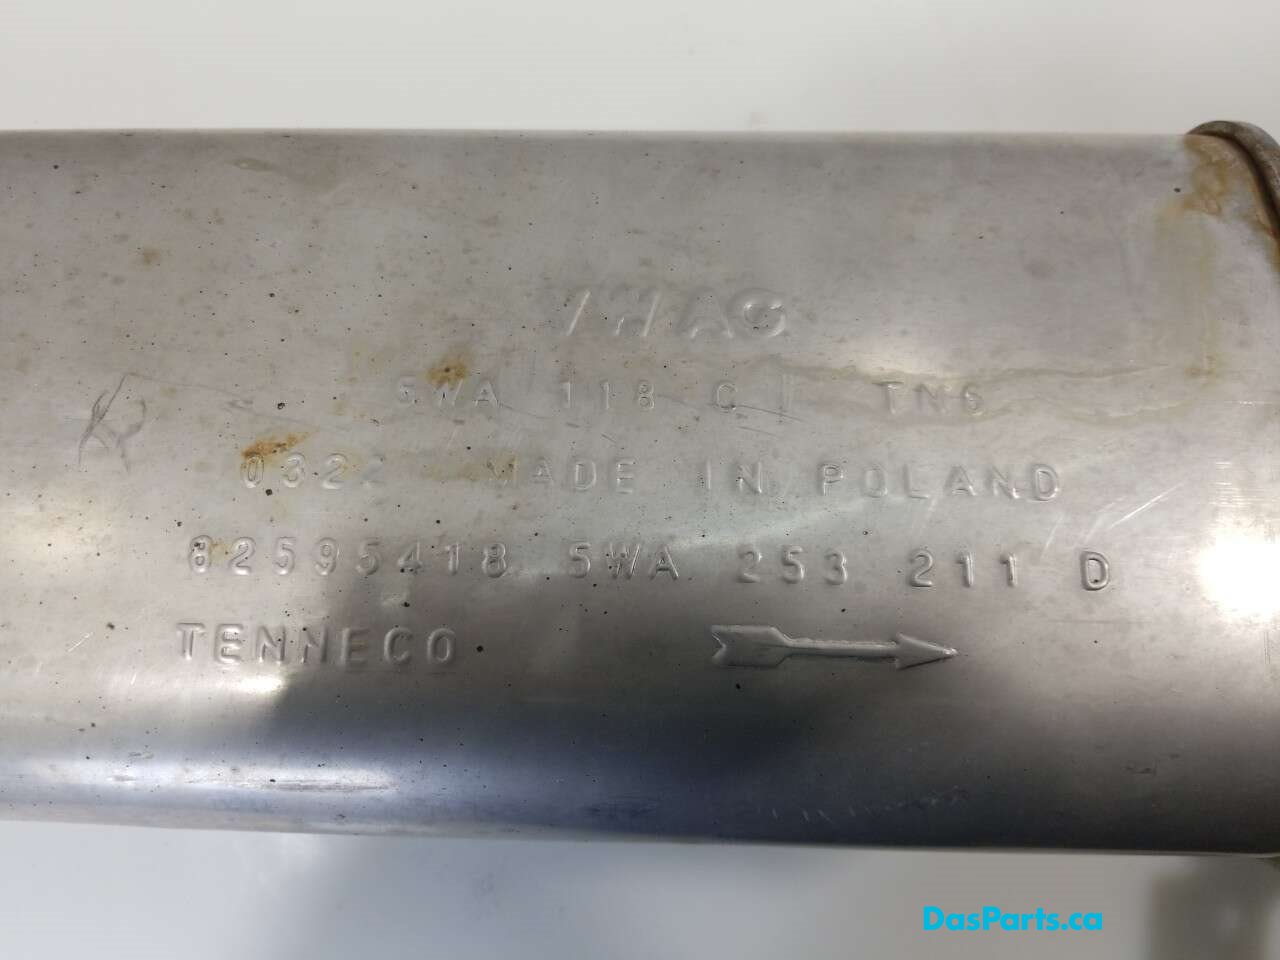 VWAG
5WA 118 C TN6
0322 MADE IN POLAND
82595418 5WA 253 211 D
TENNECO
DasParts.ca